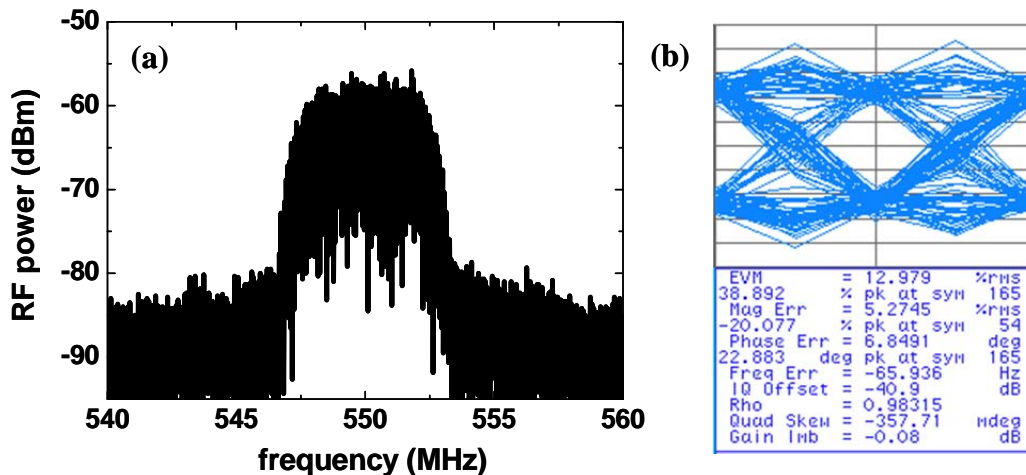 (a)
RF power (dBm)
-50
-60
-70
-80
-90
540 545 550 555 560
frequency (MHz)
(b)
EVM = 12.979 %rms
38.892 % pk at sym 165
Mag Err = 5.2745 %rms
-20.077 % pk at sym 54
Phase Err = 6.8491 deg
22.883 deg pk at sym 165
Freq Err = -65.936 Hz
IQ Offset = -40.9 dB
Rho = 0.98315
Quad Skew = -357.71 mdeg
Gain Imb = -0.08 dB